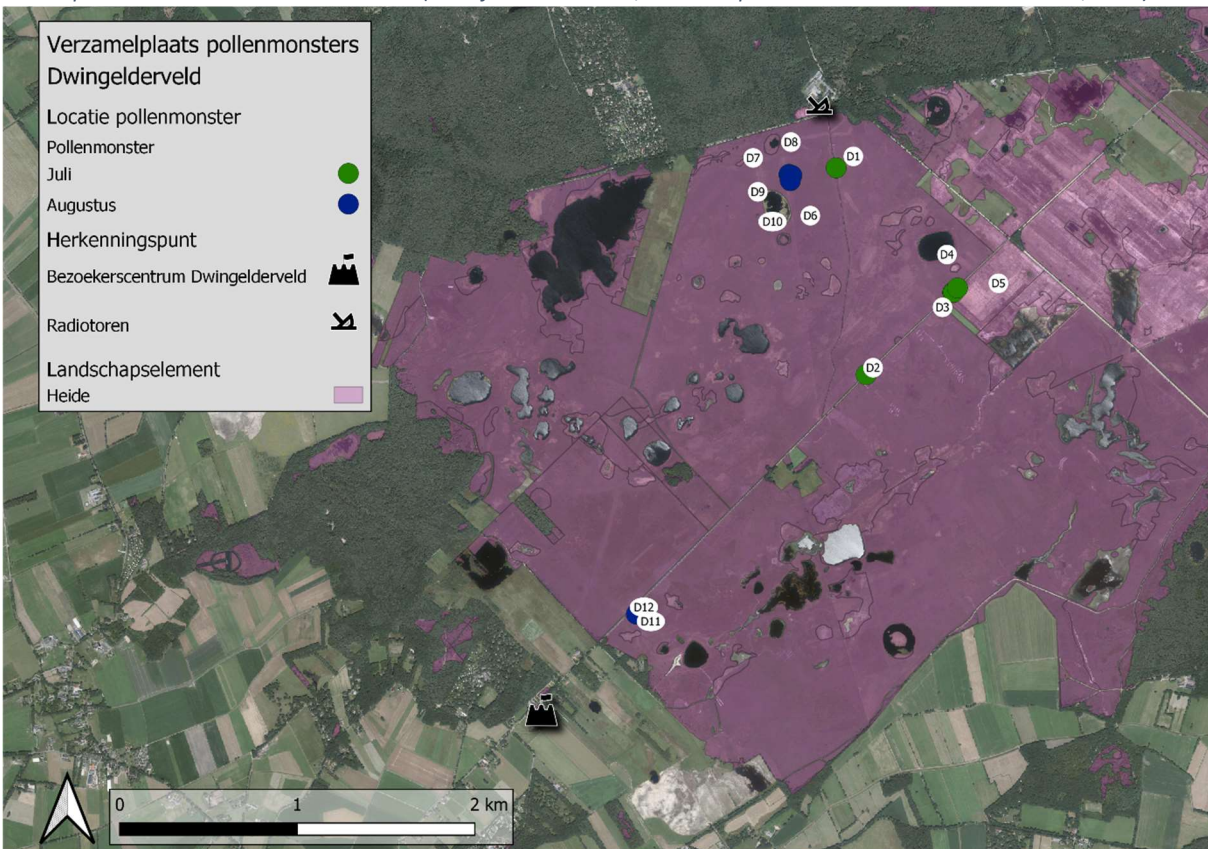 Verzamelplaats pollenmonsters
Dwingelderveld
Locatie pollenmonster
Pollenmonster
Juli
Augustus
Herkenningspunt
Bezoekerscentrum Dwingelderveld
Radiotoren
Landschapselement
Heide
D8
D7
D1
D9
D10
D6
D4
D5
D3
D2
D12
D11
0 1 2 km